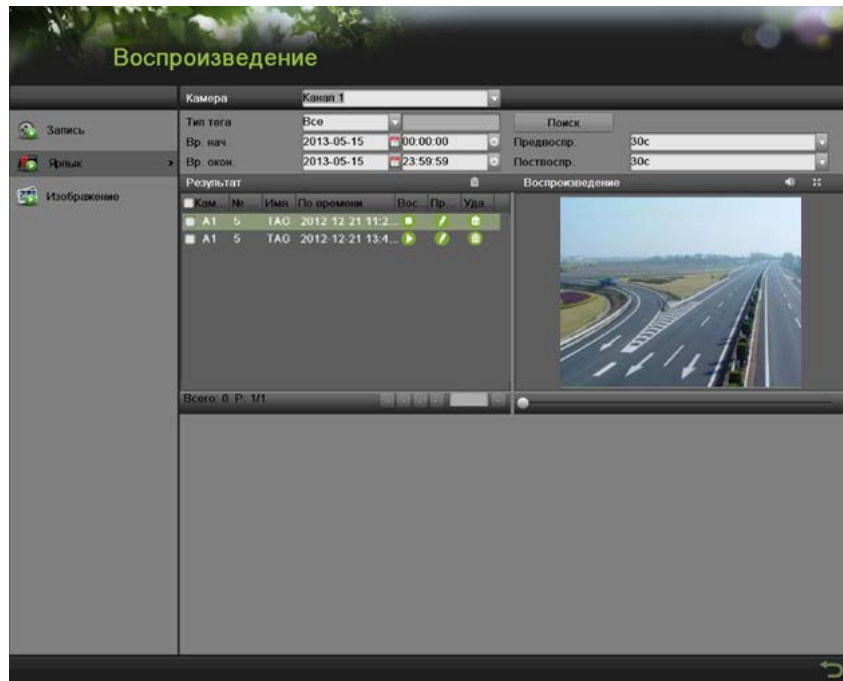 Воспроизведение
Камера Канал 1
Запись
Ярлык
Изображение
Тип тега Все Поиск
Вр. нач. 2013-05-15 00:00:00 Предвоспр. 30с
Вр. окон. 2013-05-15 23:59:59 Поствоспр. 30с
Результат Воспроизведение
Кам... № Имя По времени Вос... Пр... Уда...
A1 5 TAG 2012-12-21 11:2...
A1 5 TAG 2012-12-21 13:4...
Всего: 0 P: 1/1